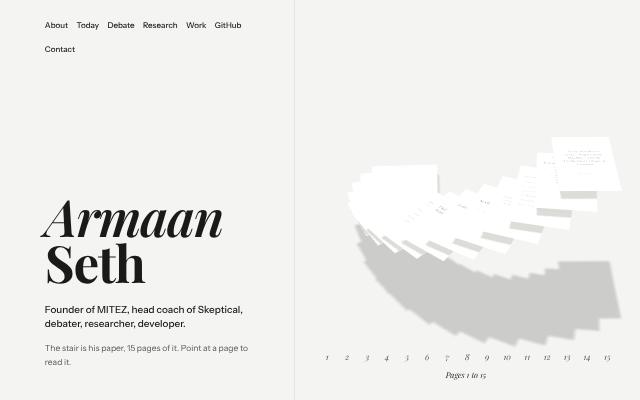 About Today Debate Research Work GitHub
Contact
Armaan
Seth
Founder of MITEZ, head coach of Skeptical,
debater, researcher, developer.
The stair is his paper, 15 pages of it. Point at a page to
read it.
1 2 3 4 5 6 7 8 9 10 11 12 13 14 15
Pages 1 to 15